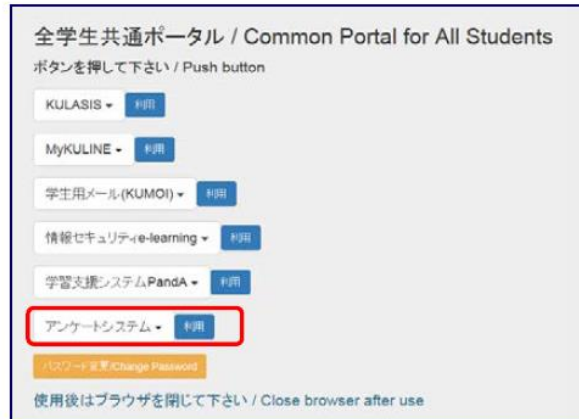 全学生共通ポータル / Common Portal for All Students
ボタンを押して下さい / Push button
KULASIS 利用
MyKULINE 利用
学生用メール(KUMOI) 利用
情報セキュリティe-learning 利用
学習支援システムPandA 利用
アンケートシステム 利用
パスワード変更/Change Password
使用後はブラウザを閉じて下さい / Close browser after use